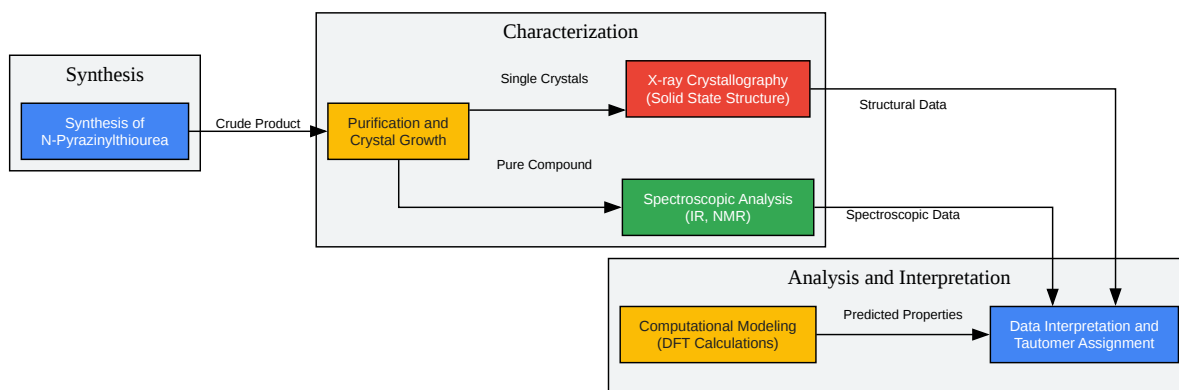 Synthesis
Synthesis of
N-Pyrazinylthiourea
Crude Product
Characterization
Purification and
Crystal Growth
Single Crystals
X-ray Crystallography
(Solid State Structure)
Structural Data
Pure Compound
Spectroscopic Analysis
(IR, NMR)
Spectroscopic Data
Analysis and Interpretation
Computational Modeling
(DFT Calculations)
Predicted Properties
Data Interpretation and
Tautomer Assignment